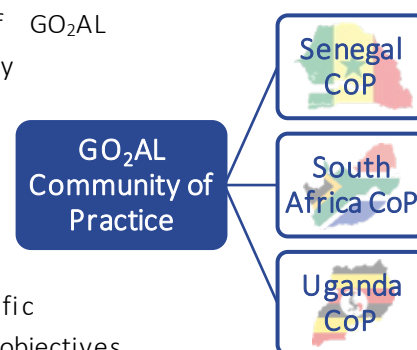 GO₂AL
y
GO₂AL
Community of
Practice
Senegal
CoP
South
Africa CoP
Uganda
CoP
fic
objectives